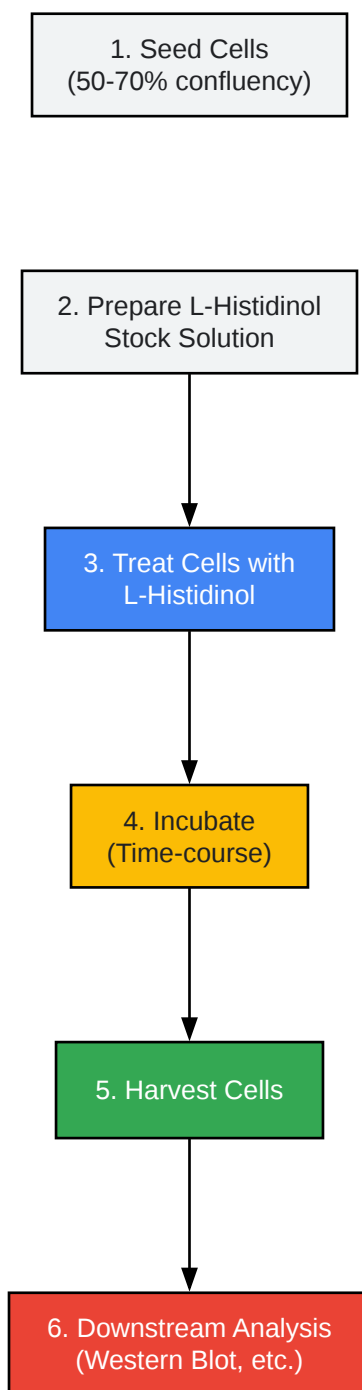 1. Seed Cells
(50-70% confluency)
2. Prepare L-Histidinol
Stock Solution
3. Treat Cells with
L-Histidinol
4. Incubate
(Time-course)
5. Harvest Cells
6. Downstream Analysis
(Western Blot, etc.)